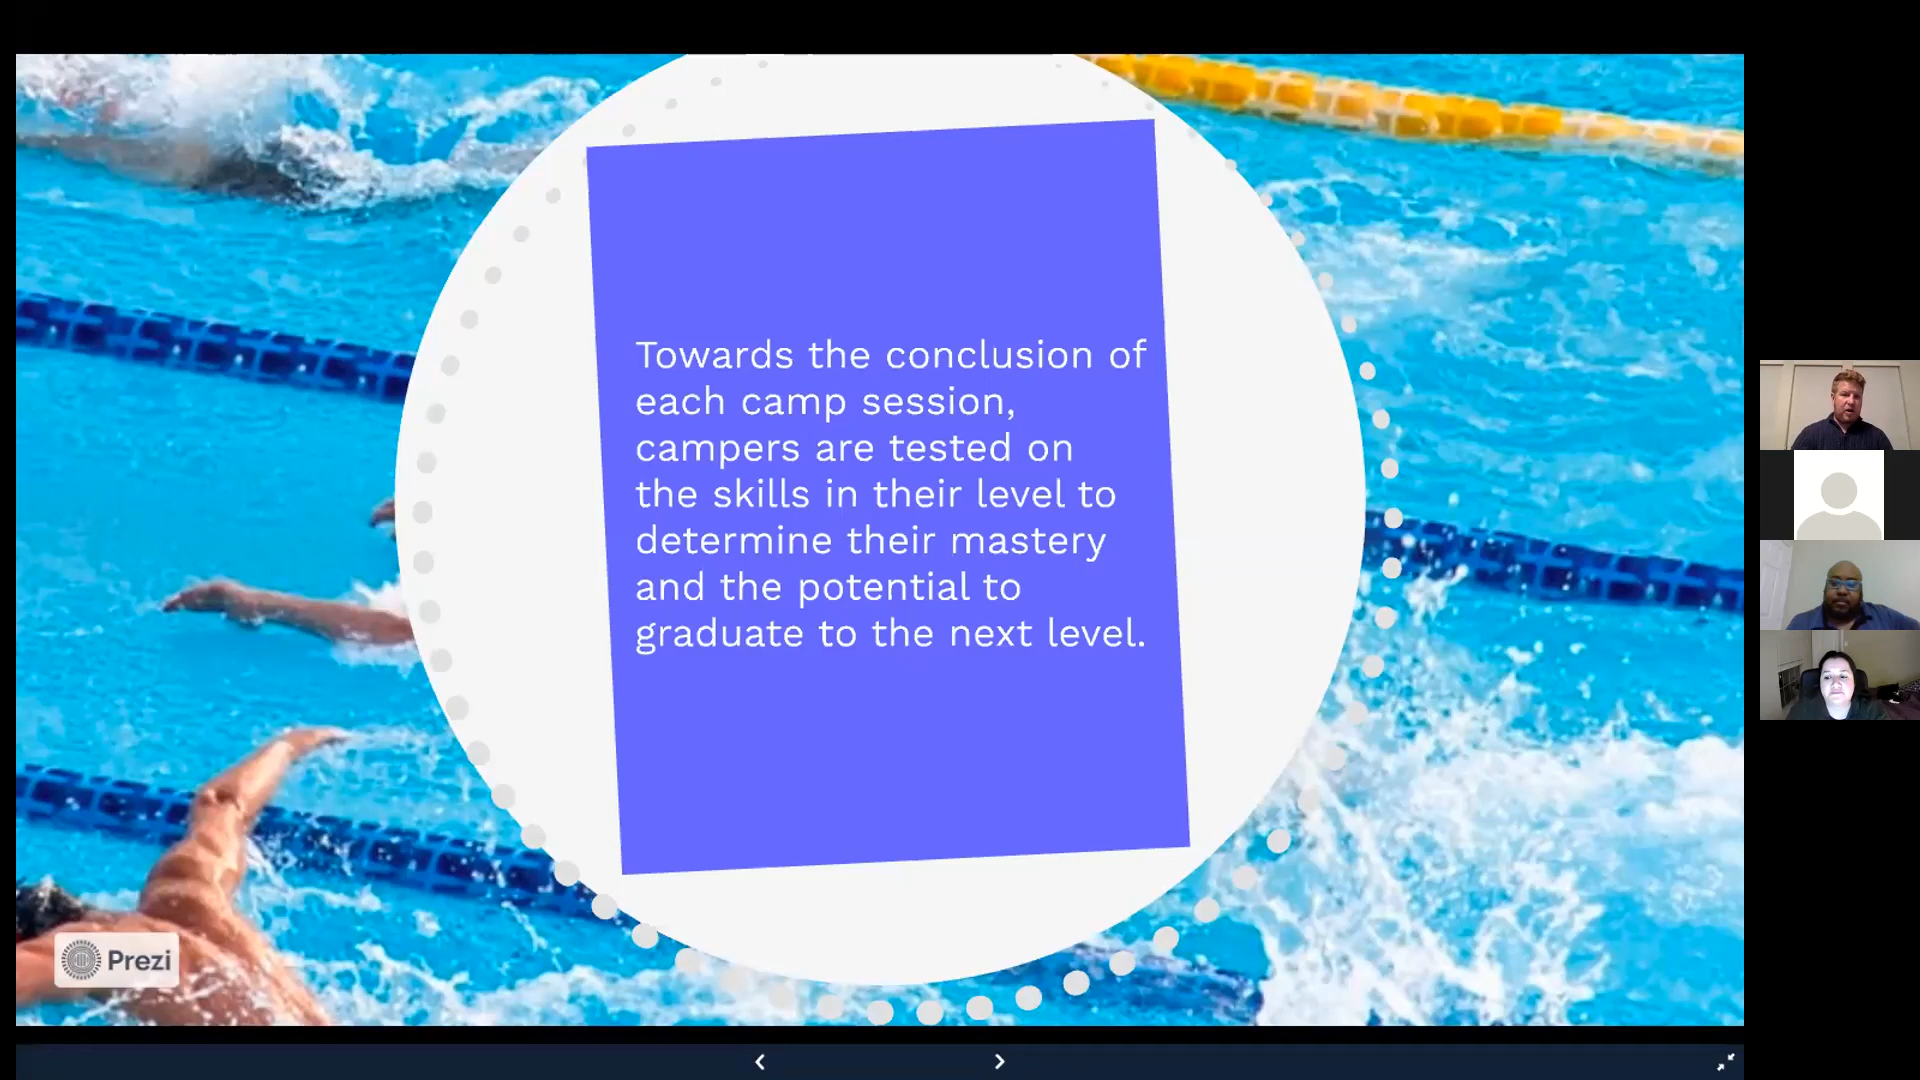 Towards the conclusion of
each camp session,
campers are tested on
the skills in their level to
determine their mastery
and the potential to
graduate to the next level.
Prezi